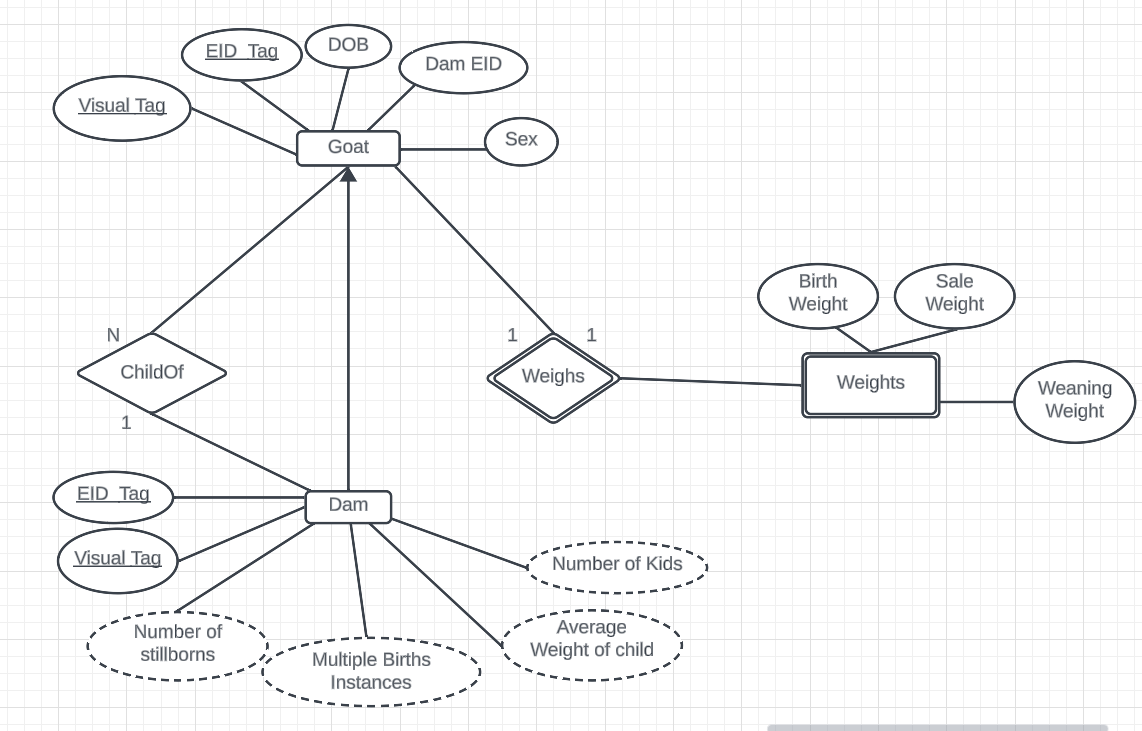 EID_Tag
DOB
Dam EID
Visual Tag
Goat
Sex
Birth
Weight
Sale
Weight
N
1
1
ChildOf
Weighs
Weights
Weaning
Weight
1
EID_Tag
Dam
Visual Tag
Number of Kids
Number of
stillborns
Average
Weight of child
Multiple Births
Instances